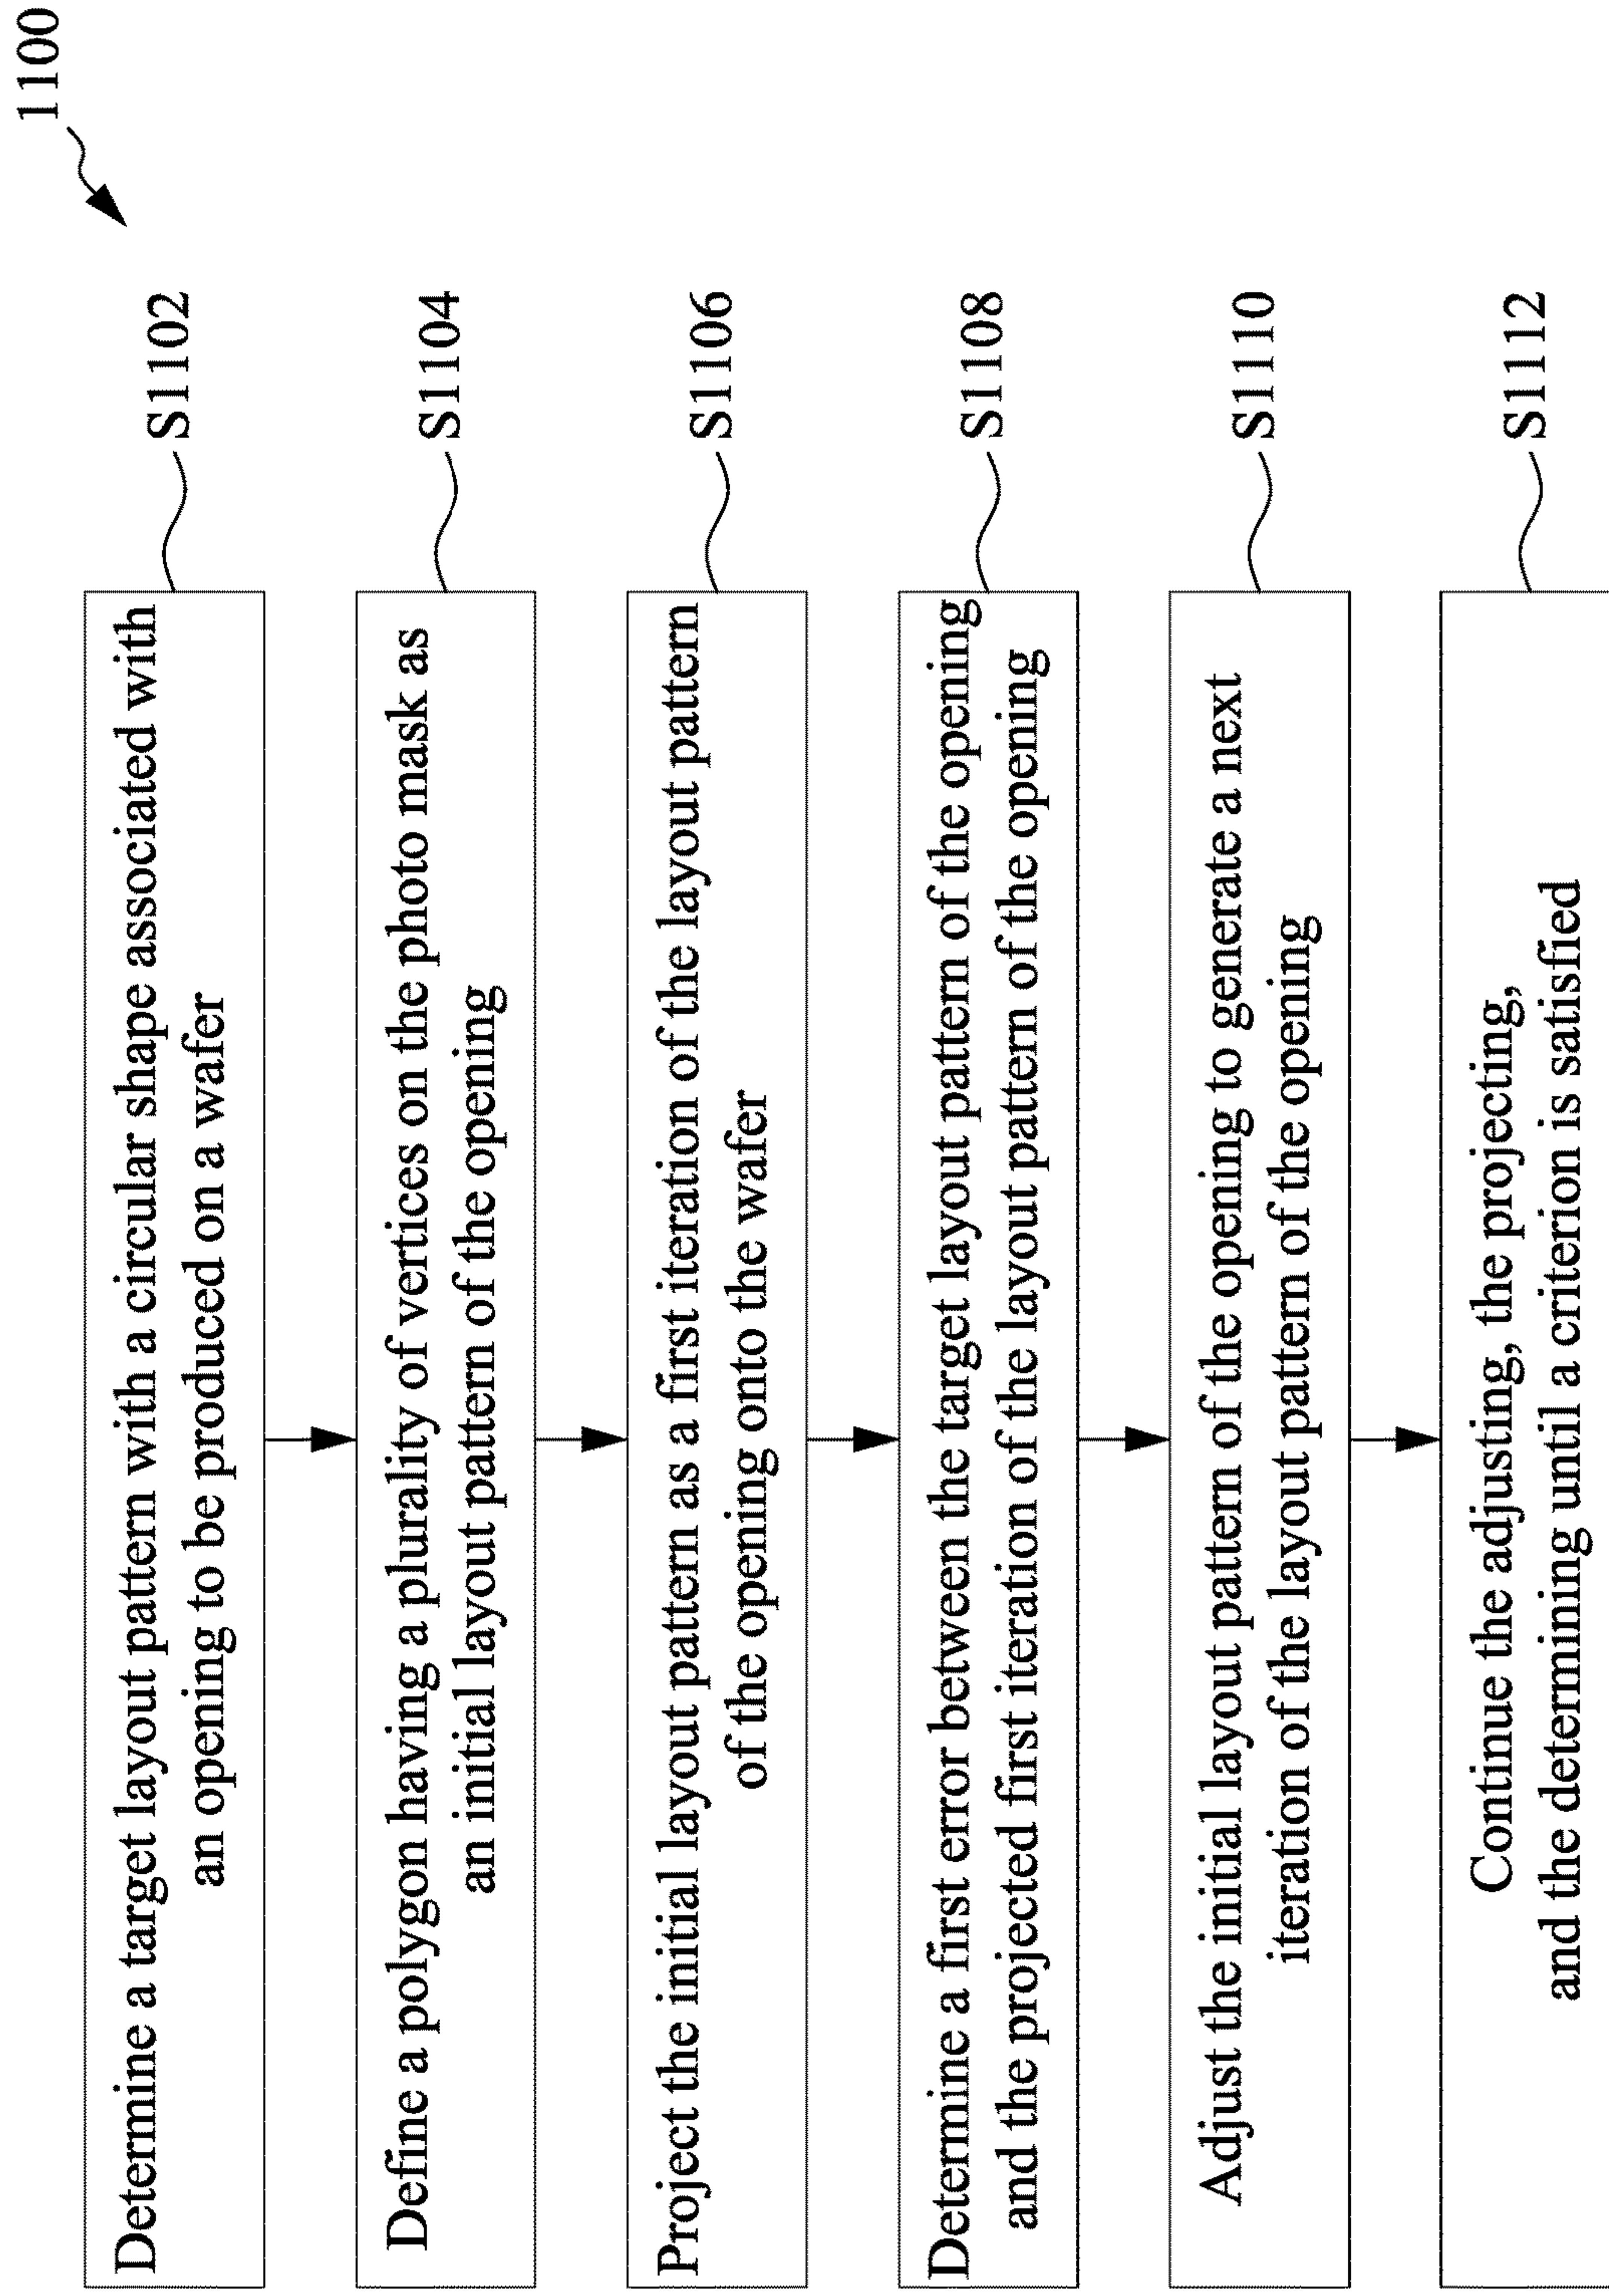 1100
Determine a target layout pattern with a circular shape associated with
an opening to be produced on a wafer
S1102
Define a polygon having a plurality of vertices on the photo mask as
an initial layout pattern of the opening
S1104
Project the initial layout pattern as a first iteration of the layout pattern
of the opening onto the wafer
S1106
Determine a first error between the target layout pattern of the opening
and the projected first iteration of the layout pattern of the opening
S1108
Adjust the initial layout pattern of the opening to generate a next
iteration of the layout pattern of the opening
S1110
Continue the adjusting, the projecting,
and the determining until a criterion is satisfied
S1112